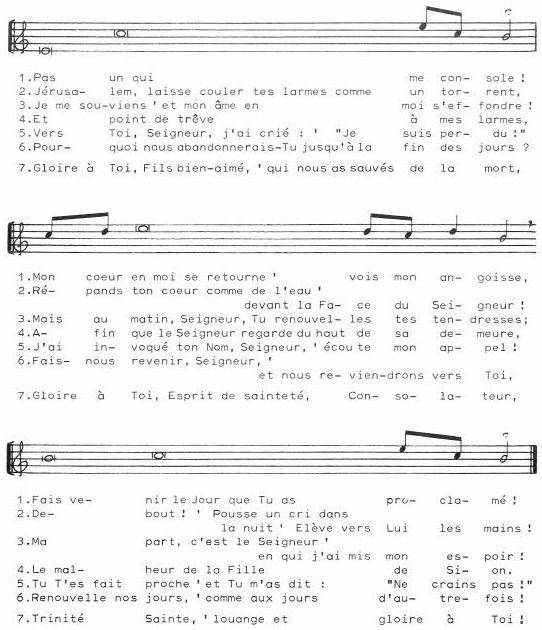 1.Pas un qui me con- sole !
2.Jérusa- lem, laisse couler tes larmes comme un tor- rent,
3.Je me sou-viens ' et mon âme en moi s'ef- fondre !
4.Et point de trêve à mes larmes,
5.Vers Toi, Seigneur, j'ai crié : ' "Je suis per- du!"
6.Pour- quoi nous abandonnerais-Tu jusqu'à la fin des jours ?
7.Gloire à Toi, Fils bien-aimé, ' qui nous as sauvés de la mort,
1.Mon coeur en moi se retourne ' vois mon an- goisse,
2.Ré- pands ton coeur comme de l'eau '
devant la Fa- ce du Sei- gneur !
3.Mais au matin, Seigneur, Tu renouvel- les tes ten- dresses;
4.A- fin que le Seigneur regarde du haut de sa de- meure,
5.J'ai in- voqué ton Nom, Seigneur, ' écoute mon ap- pel !
6.Fais- nous revenir, Seigneur, '
et nous re- vien-drons vers Toi,
7.Gloire à Toi, Esprit de sainteté, Con- so- la- teur,
1.Fais ve- nir le Jour que Tu as pro- cla- mé !
2.De- bout ! ' Pousse un cri dans
la nuit ' Elève vers Lui les mains !
3.Ma part, c'est le Seigneur '
en qui j'ai mis mon es- poir !
4.Le mal- heur de la Fille de Si- on.
5.Tu T'es fait proche ' et Tu m'as dit : "Ne crains pas !"
6.Renouvelle nos jours, ' comme aux jours d'au- tre- fois !
7.Trinité Sainte, ' louange et gloire à Toi !